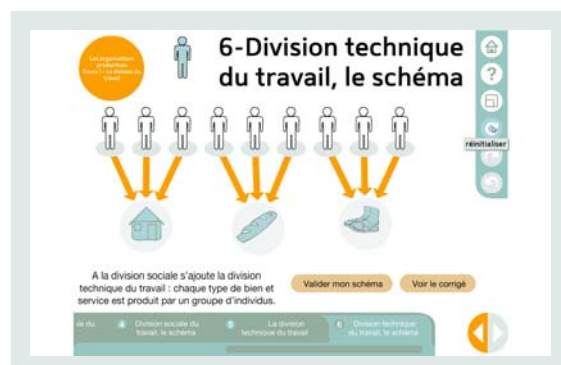 Les organisations
productives
Cours 1 - La division du
travail
6-Division technique
du travail, le schéma
?
réinitialiser
A la division sociale s'ajoute la division
technique du travail : chaque type de bien et
service est produit par un groupe d'individus.
Valider mon schéma
Voir le corrigé
du
4 Division sociale du
travail, le schéma
5 La division
technique du travail
6 Division technique
du travail, le schéma